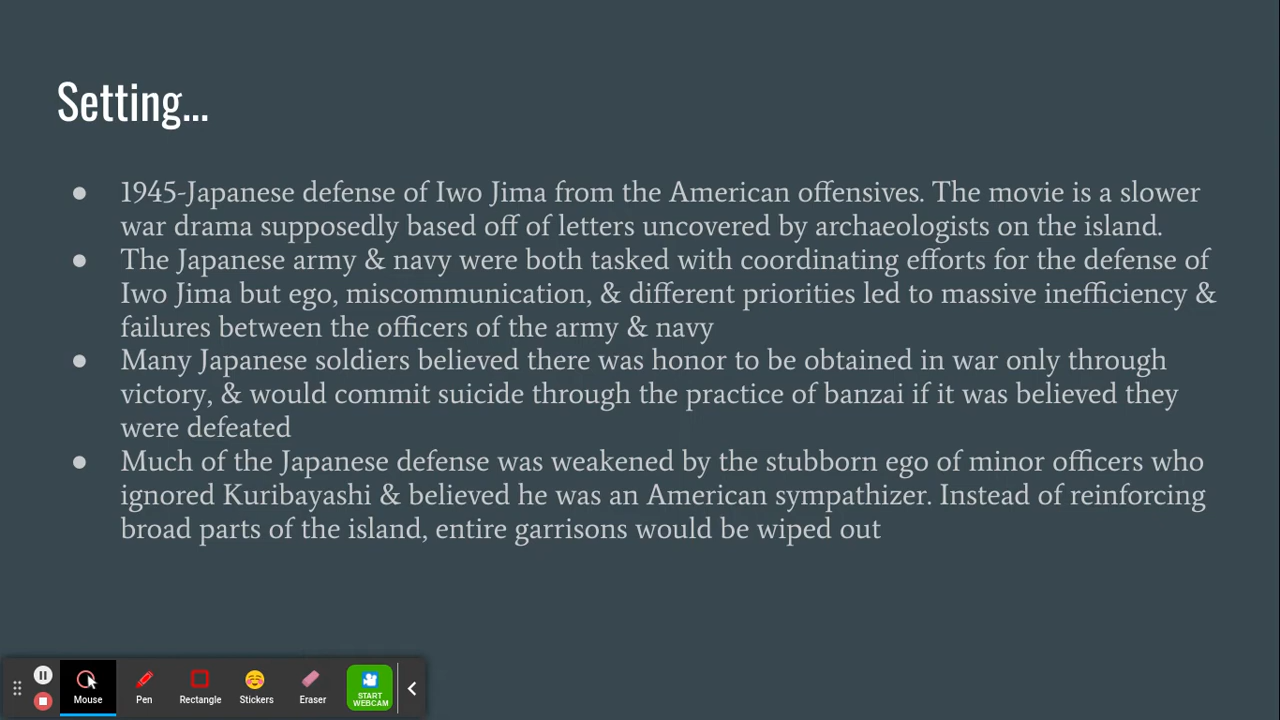 Setting...
1945-Japanese defense of Iwo Jima from the American offensives. The movie is a slower
war drama supposedly based off of letters uncovered by archaeologists on the island.
The Japanese army & navy were both tasked with coordinating efforts for the defense of
Iwo Jima but ego, miscommunication, & different priorities led to massive inefficiency &
failures between the officers of the army & navy
Many Japanese soldiers believed there was honor to be obtained in war only through
victory, & would commit suicide through the practice of banzai if it was believed they
were defeated
Much of the Japanese defense was weakened by the stubborn ego of minor officers who
ignored Kuribayashi & believed he was an American sympathizer. Instead of reinforcing
broad parts of the island, entire garrisons would be wiped out
Mouse
Pen
Rectangle
Stickers
Eraser
START
WEBCAM